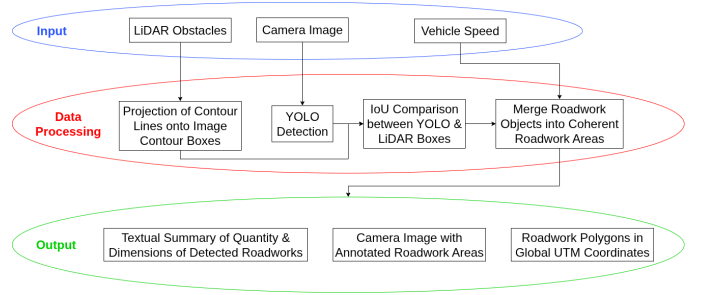 Input
LiDAR Obstacles
Camera Image
Vehicle Speed
Data
Processing
Projection of Contour
Lines onto Image
Contour Boxes
YOLO
Detection
IoU Comparison
between YOLO &
LiDAR Boxes
Merge Roadwork
Objects into Coherent
Roadwork Areas
Output
Textual Summary of Quantity &
Dimensions of Detected Roadworks
Camera Image with
Annotated Roadwork Areas
Roadwork Polygons in
Global UTM Coordinates